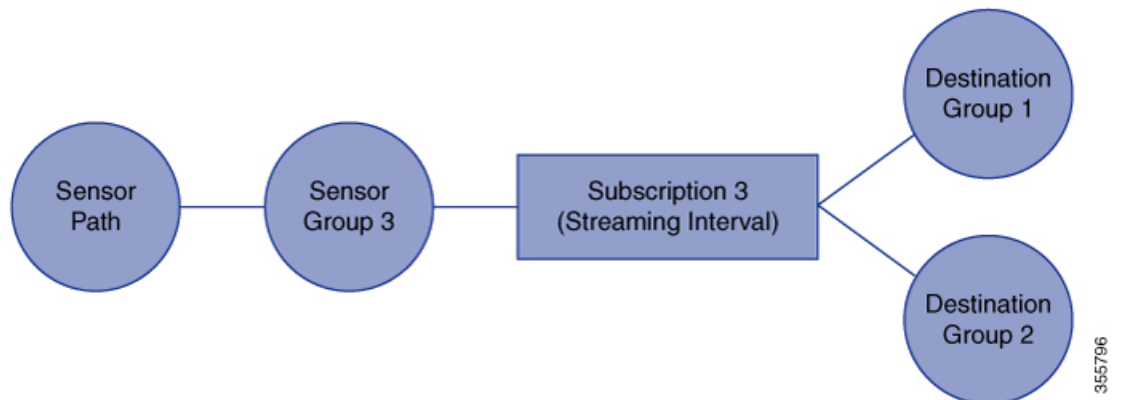 Sensor
Path
Sensor
Group 3
Subscription 3
(Streaming Interval)
Destination
Group 1
Destination
Group 2
355796